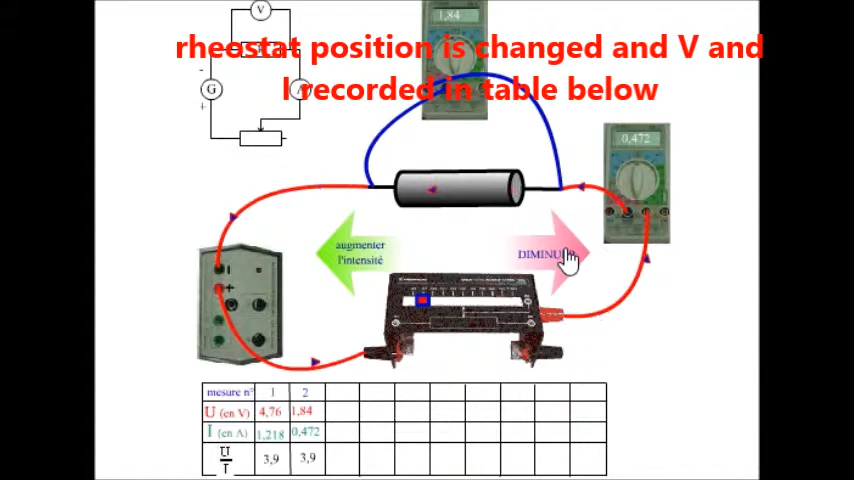 V
1,84
rheostat position is changed and V and
I recorded in table below
-
G
+
0,472
augmenter
l'intensité
DIMINU
I
+
mesure n° 1 2
U (en V) 4,76 1,84
I (en A) 1,218 0,472
U
I
3,9 3,9